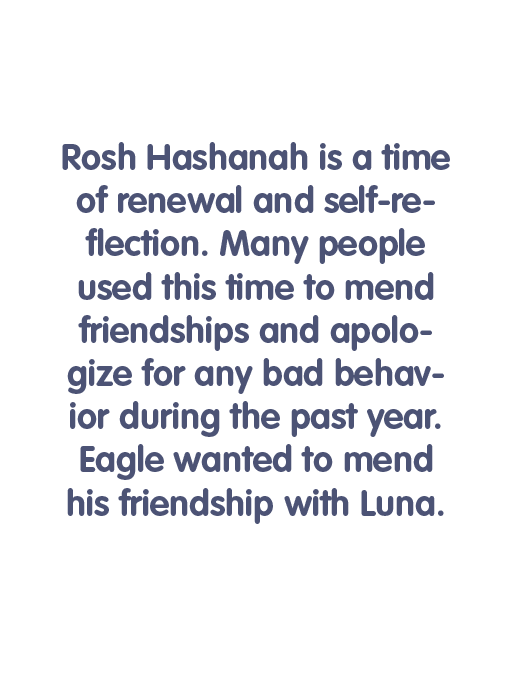 Rosh Hashanah is a time
of renewal and self-re-
flection. Many people
used this time to mend
friendships and apolo-
gize for any bad behav-
ior during the past year.
Eagle wanted to mend
his friendship with Luna.